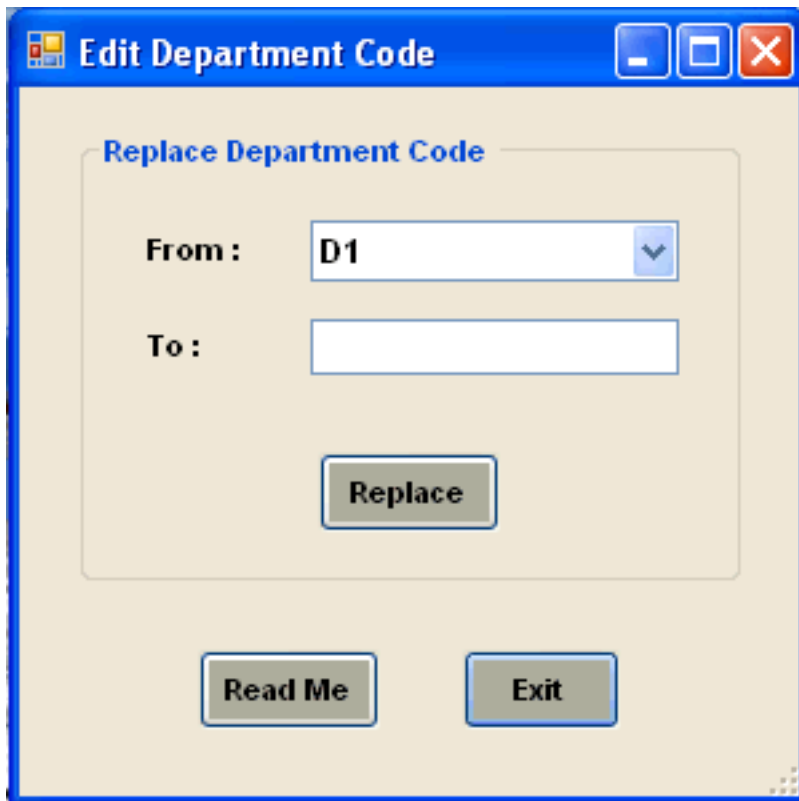 Edit Department Code
Replace Department Code
From :
D1
To :
Replace
Read Me
Exit